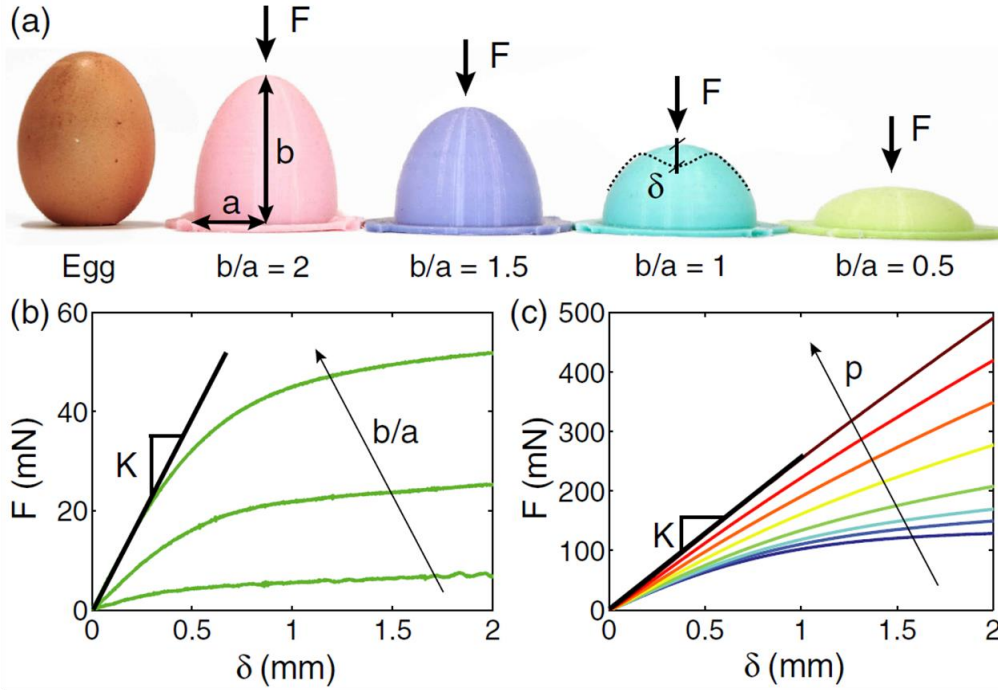 (a)
F
F
F
F
b
a
δ
Egg
b/a = 2
b/a = 1.5
b/a = 1
b/a = 0.5
(b)
60
40
20
0
F (mN)
K
b/a
0
0.5
1
1.5
2
δ (mm)
(c)
500
400
300
200
100
0
F (mN)
K
p
0
0.5
1
1.5
2
δ (mm)